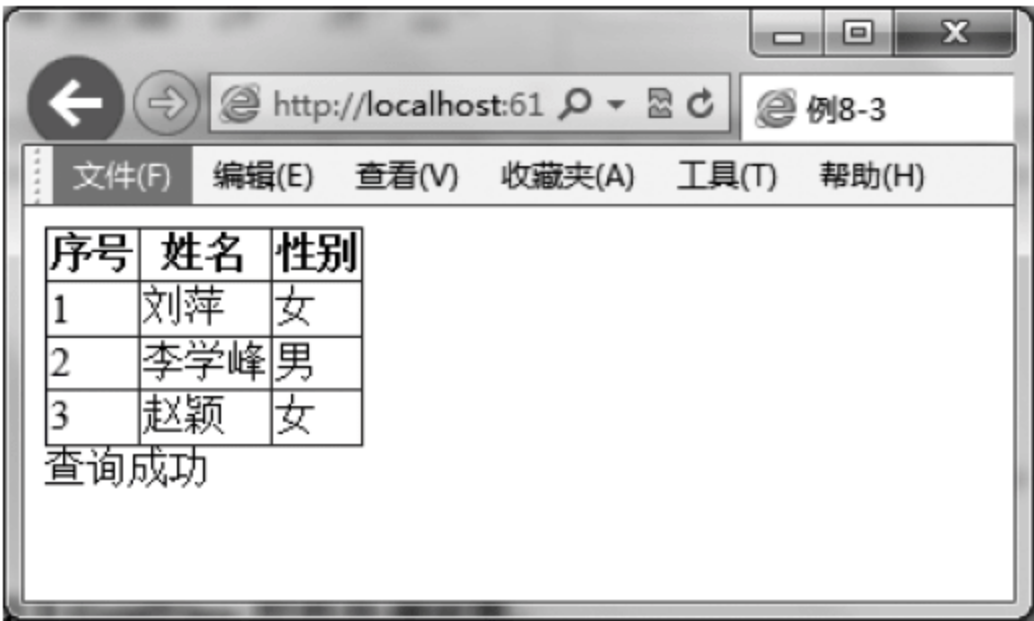 http://localhost:61
例8-3
文件(F) 编辑(E) 查看(V) 收藏夹(A) 工具(T) 帮助(H)
序号 姓名 性别
1 刘萍 女
2 李学峰 男
3 赵颖 女
查询成功